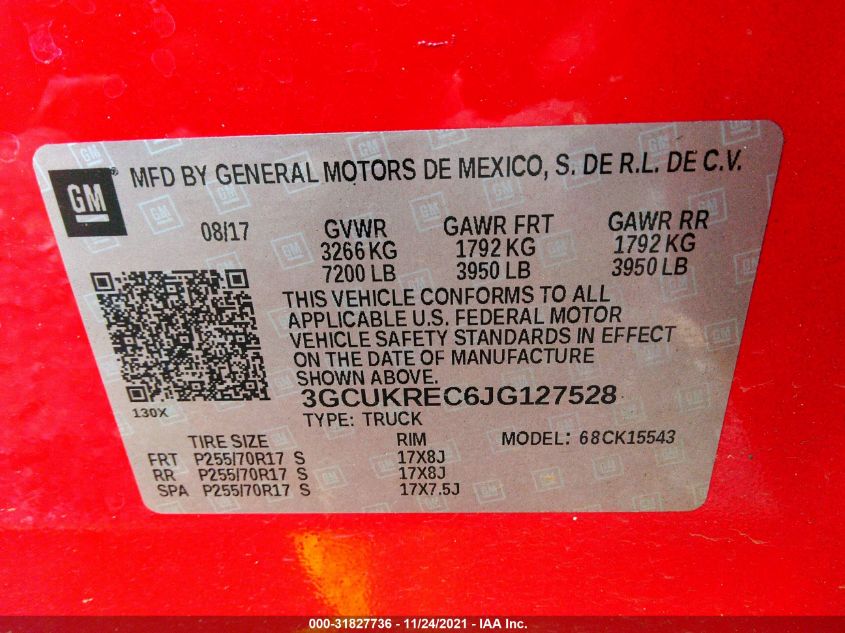 GM
MFD BY GENERAL MOTORS DE MEXICO, S. DE R.L. DE C.V.
08/17 GVWR GAWR FRT GAWR RR
3266 KG 1792 KG 1792 KG
7200 LB 3950 LB 3950 LB
THIS VEHICLE CONFORMS TO ALL
APPLICABLE U.S. FEDERAL MOTOR
VEHICLE SAFETY STANDARDS IN EFFECT
ON THE DATE OF MANUFACTURE
SHOWN ABOVE.
130X
3GCUKREC6JG127528
TYPE: TRUCK
TIRE SIZE RIM MODEL: 68CK15543
FRT P255/70R17 S 17X8J
RR P255/70R17 S 17X8J
SPA P255/70R17 S 17X7.5J
000-31827736 - 11/24/2021 - IAA Inc.